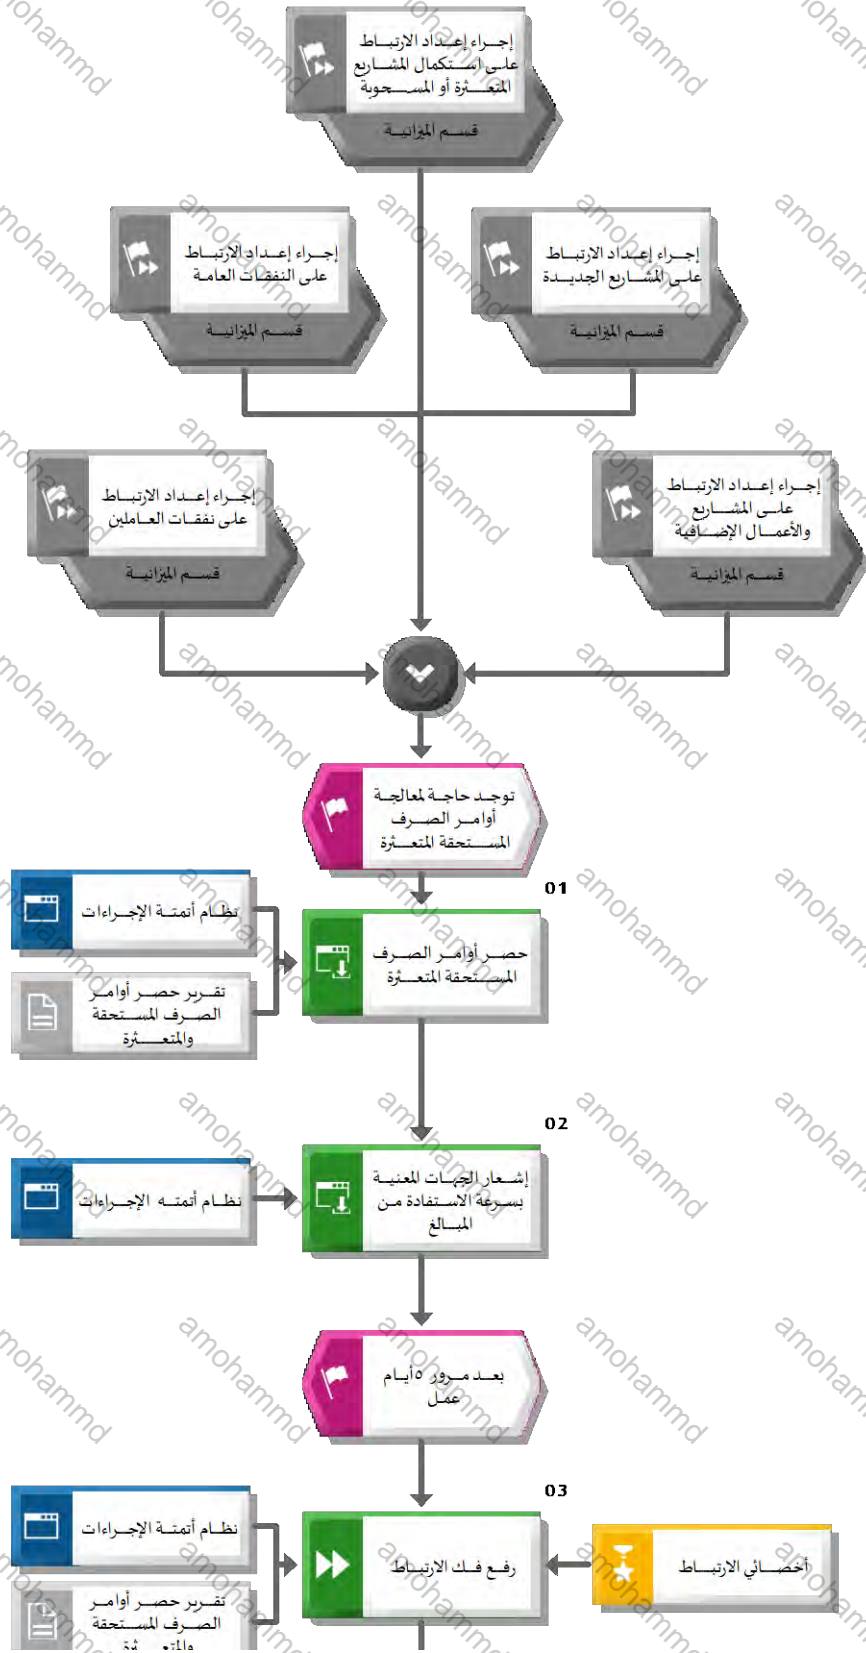 إجراء إعداد الارتباط
على استكمال المشاريع
المتعثرة أو المسحوبة
قسم الميزانية
إجراء إعداد الارتباط
على المشاريع الجديدة
قسم الميزانية
إجراء إعداد الارتباط
على النفقات العامة
قسم الميزانية
إجراء إعداد الارتباط
على المشاريع
والأعمال الإضافية
قسم الميزانية
إجراء إعداد الارتباط
على نفقات العاملين
قسم الميزانية
توجد حاجة لمعالجة
أوامر الصرف
المستحقة المتعثرة
01
حصر أوامر الصرف
المستحقة المتعثرة
نظام أتمتة الإجراءات
تقرير حصر أوامر
الصرف المستحقة
والمتعثرة
02
إشعار الجهات المعنية
بسرعة الاستفادة من
المبالغ
نظام أتمته الإجراءات
بعد مرور ٥أيام
عمل
03
أخصائي الارتباط
رفع فك الارتباط
نظام أتمتة الإجراءات
تقرير حصر أوامر
الصرف المستحقة
والمتعثرة
amohammd